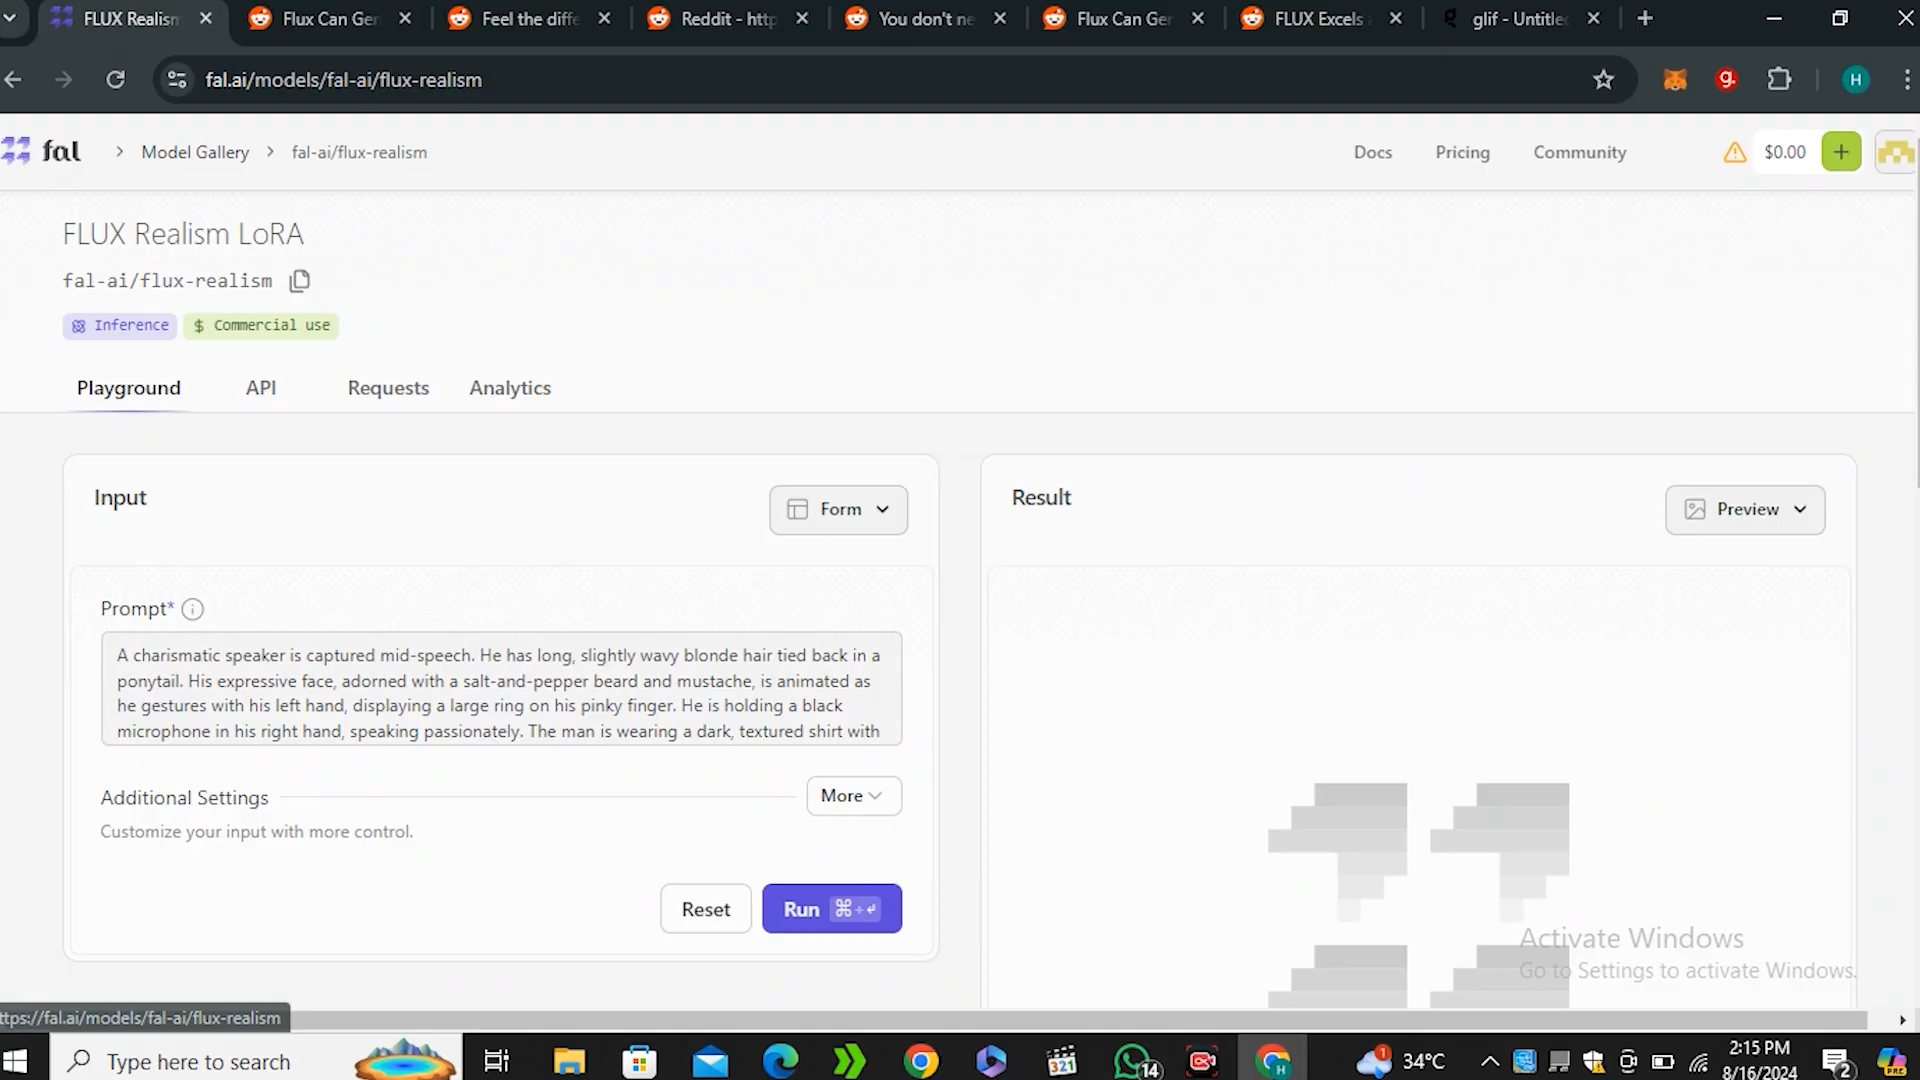 FLUX Realism
Flux Can Ger
Feel the diffe
Reddit - http
You don't ne
Flux Can Ger
FLUX Excels a
glif - Untitled
fal.ai/models/fal-ai/flux-realism
g.
H
fal
Model Gallery
fal-ai/flux-realism
Docs
Pricing
Community
$0.00
FLUX Realism LoRA
fal-ai/flux-realism
Inference
$ Commercial use
Playground
API
Requests
Analytics
Input
Form
Result
Preview
Prompt*
A charismatic speaker is captured mid-speech. He has long, slightly wavy blonde hair tied back in a
ponytail. His expressive face, adorned with a salt-and-pepper beard and mustache, is animated as
he gestures with his left hand, displaying a large ring on his pinky finger. He is holding a black
microphone in his right hand, speaking passionately. The man is wearing a dark, textured shirt with
Additional Settings
More
Customize your input with more control.
Reset
Run ⌘+↵
Activate Windows
Go to Settings to activate Windows.
ttps://fal.ai/models/fal-ai/flux-realism
Type here to search
321
14
H
1
34°C
2:15 PM
8/16/2024
2
PRE